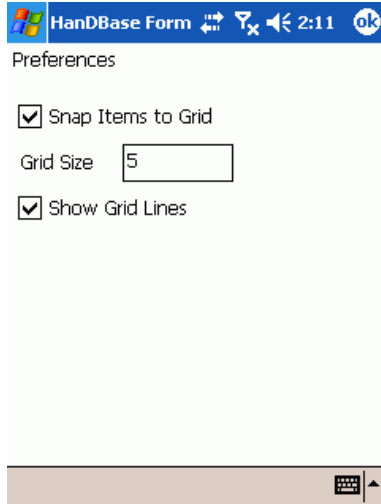 HanDBase Form 2:11 ok
Preferences
Snap Items to Grid
Grid Size 5
Show Grid Lines